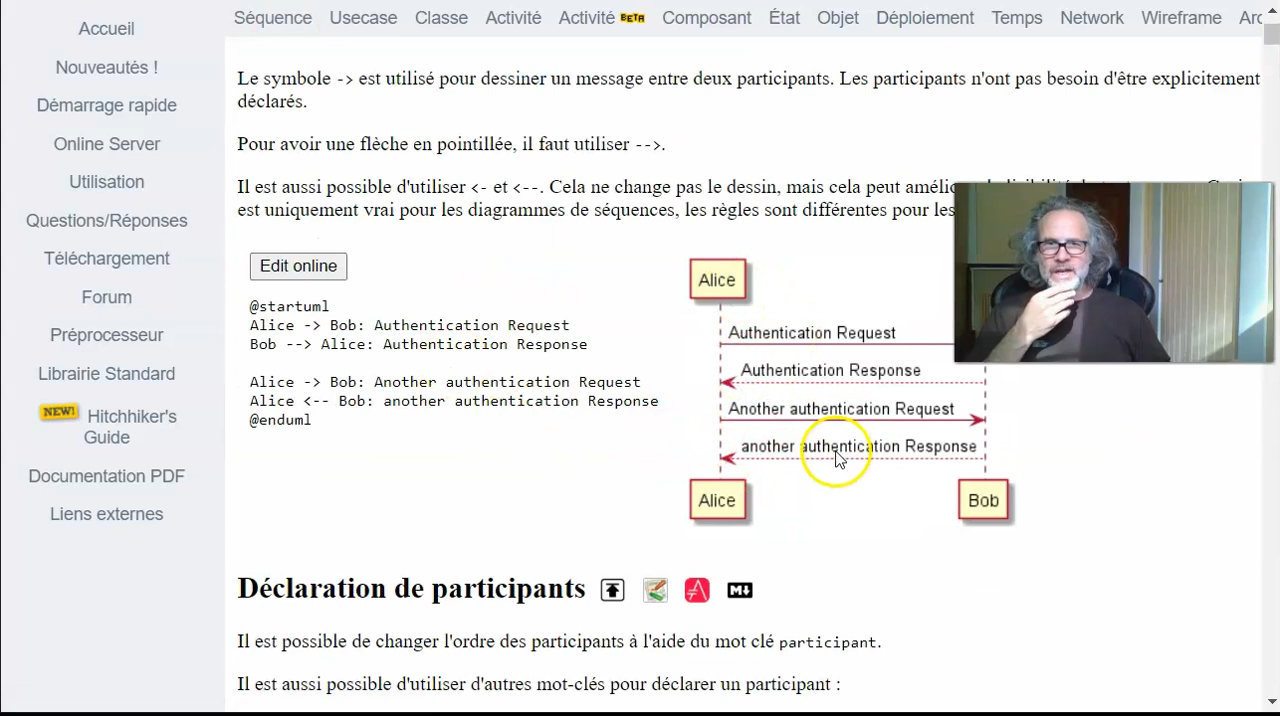 Séquence Usecase Classe Activité Activité BETA Composant État Objet Déploiement Temps Network Wireframe
Accueil
Nouveautés !
Démarrage rapide
Online Server
Utilisation
Questions/Réponses
Téléchargement
Forum
Préprocesseur
Librairie Standard
NEW! Hitchhiker's
Guide
Documentation PDF
Liens externes
Le symbole -> est utilisé pour dessiner un message entre deux participants. Les participants n'ont pas besoin d'être explicitement
déclarés.
Pour avoir une flèche en pointillée, il faut utiliser -->.
Il est aussi possible d'utiliser <- et <--. Cela ne change pas le dessin, mais cela peut
est uniquement vrai pour les diagrammes de séquences, les règles sont différentes pour les
Edit online
@startuml
Alice -> Bob: Authentication Request
Bob --> Alice: Authentication Response
Alice -> Bob: Another authentication Request
Alice <-- Bob: another authentication Response
@enduml
Alice
Authentication Request
Authentication Response
Another authentication Request
another authentication Response
Alice Bob
Déclaration de participants
M↓
Il est possible de changer l'ordre des participants à l'aide du mot clé participant.
Il est aussi possible d'utiliser d'autres mot-clés pour déclarer un participant :